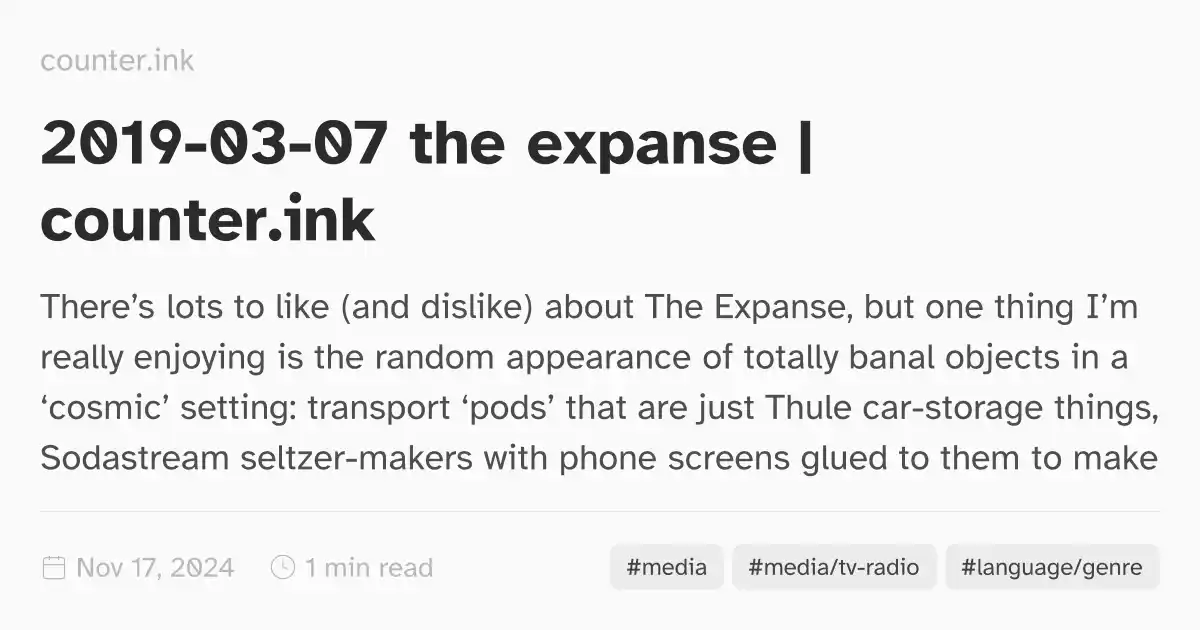 counter.ink
2019-03-07 the expanse |
counter.ink
There’s lots to like (and dislike) about The Expanse, but one thing I’m
really enjoying is the random appearance of totally banal objects in a
‘cosmic’ setting: transport ‘pods’ that are just Thule car-storage things,
Sodastream seltzer-makers with phone screens glued to them to make
Nov 17, 2024 1 min read #media #media/tv-radio #language/genre